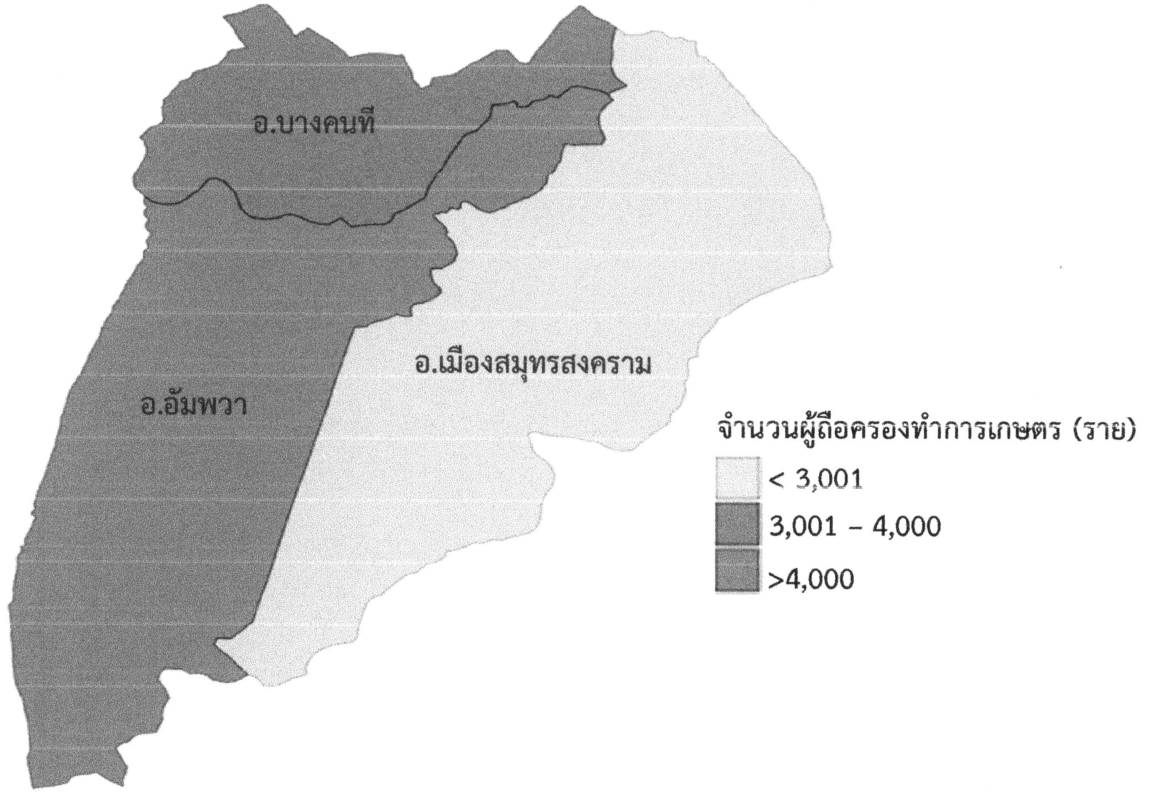 อ.บางคนที
อ.เมืองสมุทรสงคราม
อ.อัมพวา
จำนวนผู้ถือครองทำการเกษตร (ราย)
< 3,001
3,001 – 4,000
>4,000